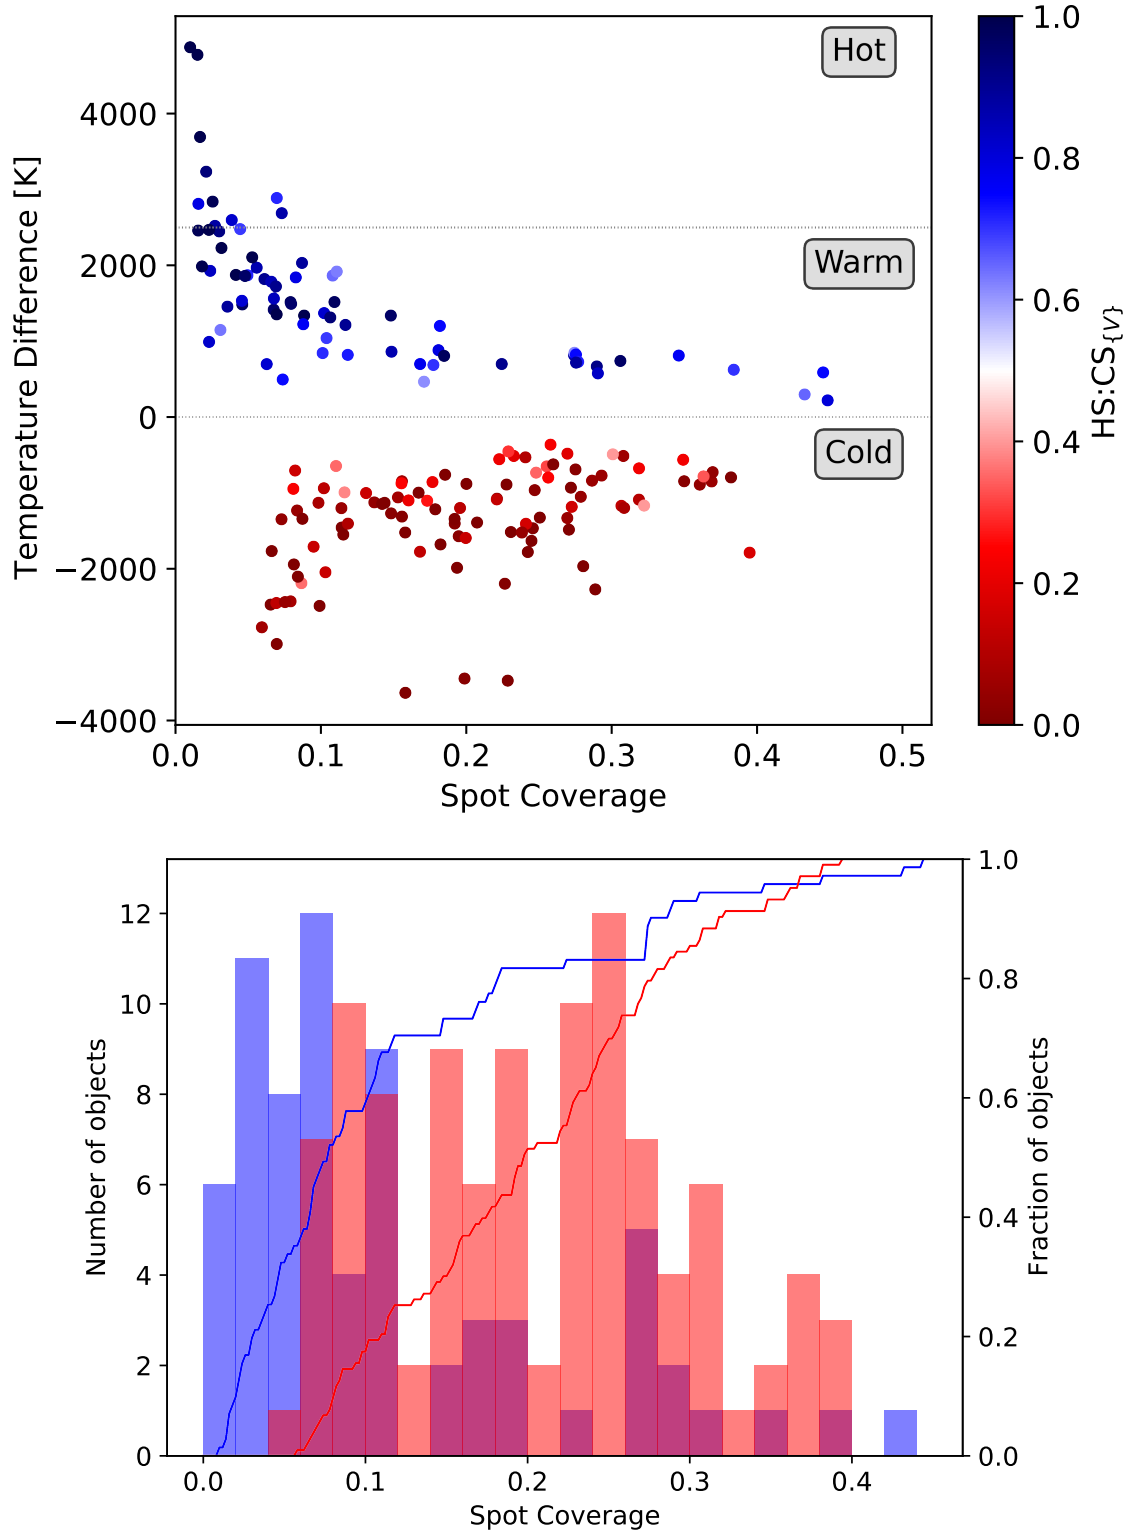 Hot
Warm
Cold
4000
2000
0
−2000
−4000
Temperature Difference [K]
0.0 0.1 0.2 0.3 0.4 0.5
Spot Coverage
1.0
0.8
0.6
0.4
0.2
0.0
HS:CS{V}
12
10
8
6
4
2
0
Number of objects
1.0
0.8
0.6
0.4
0.2
0.0
Fraction of objects
0.0 0.1 0.2 0.3 0.4
Spot Coverage